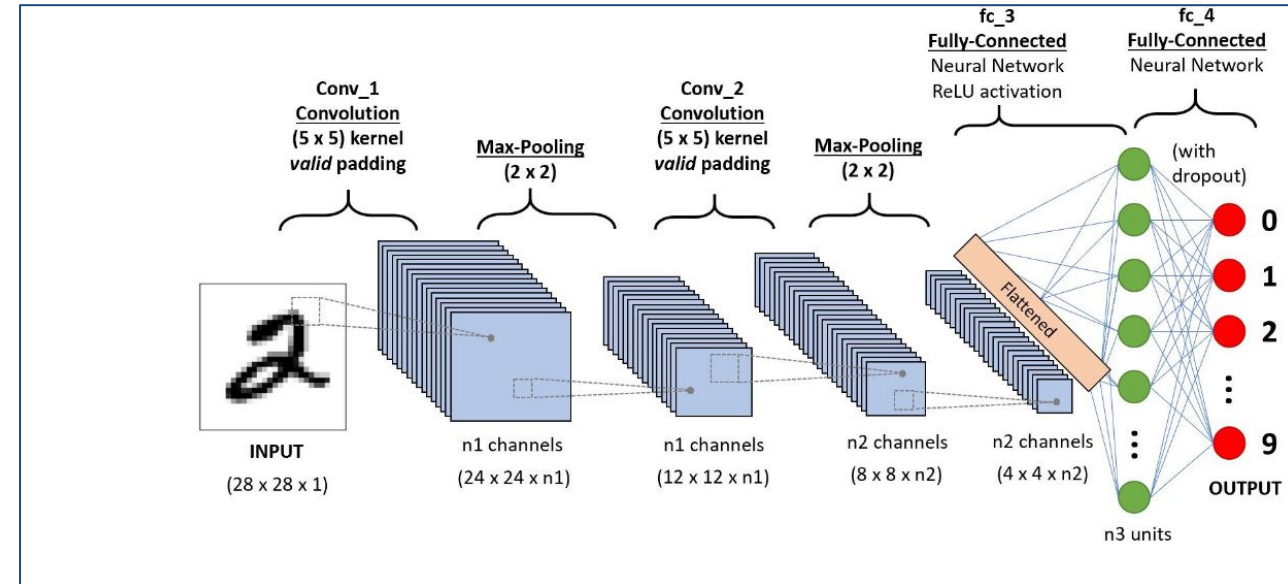 Conv_1
Convolution
(5 x 5) kernel
valid padding
Max-Pooling
(2 x 2)
Conv_2
Convolution
(5 x 5) kernel
valid padding
Max-Pooling
(2 x 2)
fc_3
Fully-Connected
Neural Network
ReLU activation
fc_4
Fully-Connected
Neural Network
(with
dropout)
INPUT
(28 x 28 x 1)
n1 channels
(24 x 24 x n1)
n1 channels
(12 x 12 x n1)
n2 channels
(8 x 8 x n2)
n2 channels
(4 x 4 x n2)
Flattened
n3 units
0
1
2
9
OUTPUT
2